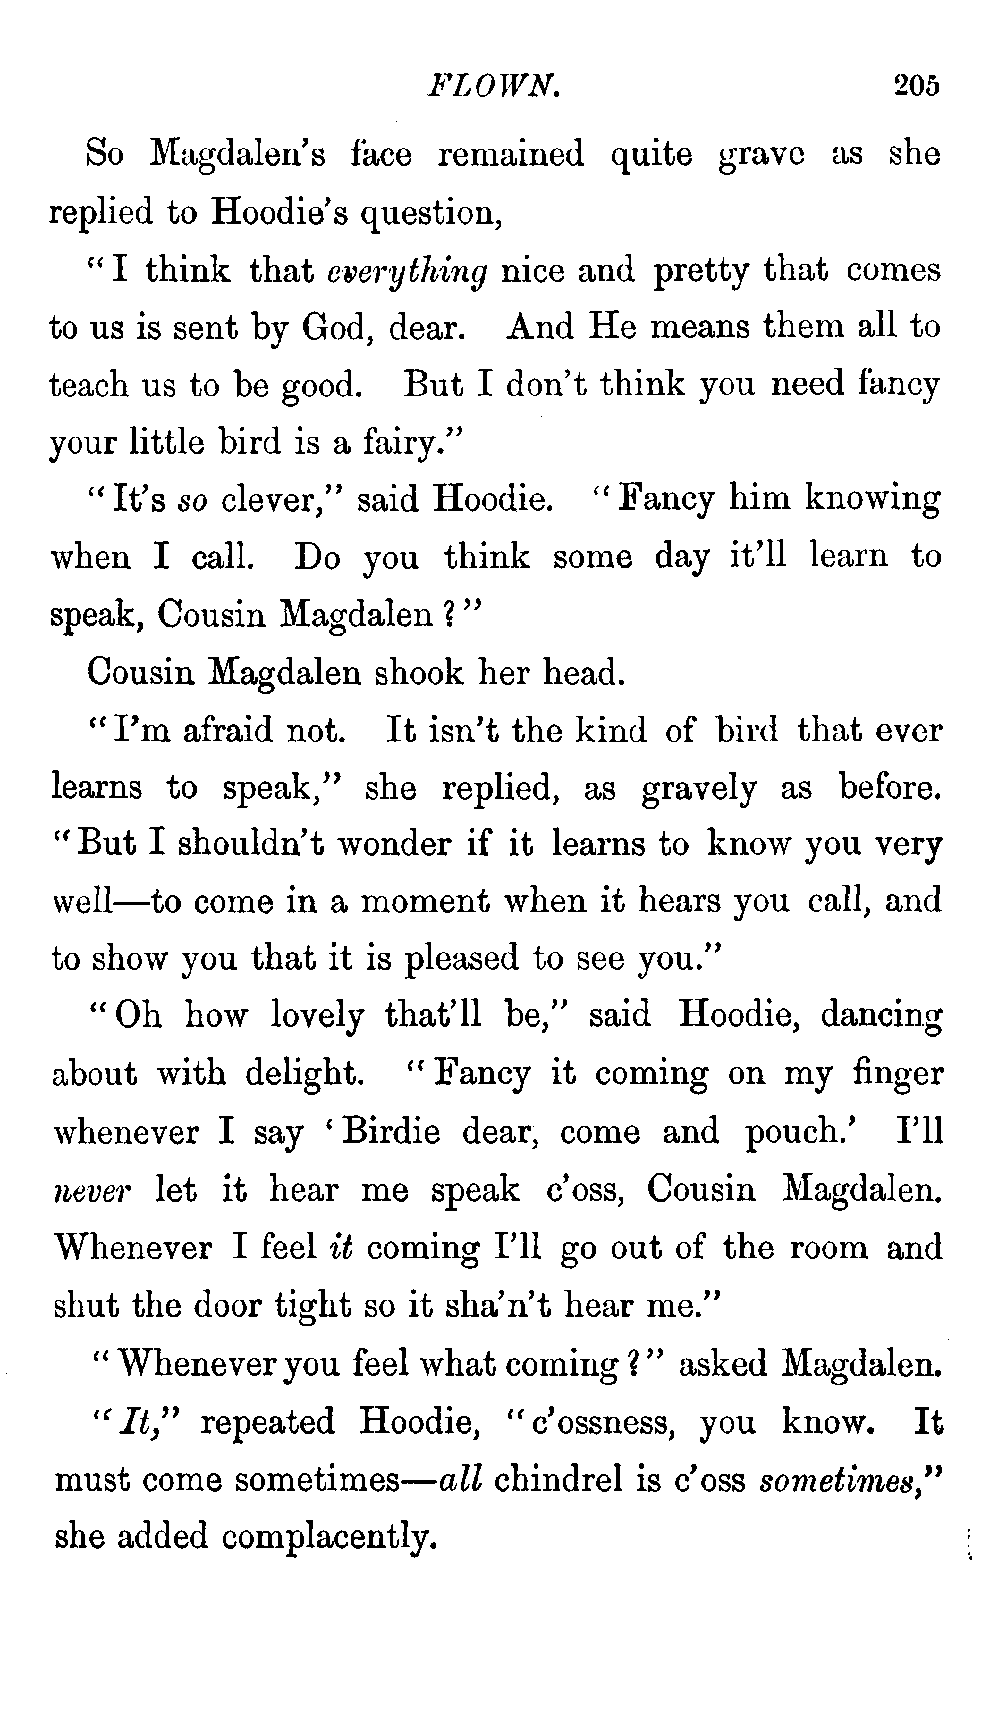 FLOWN. 205
So Magdalen's face remained quite grave as she
replied to Hoodie's question,
"I think that everything nice and pretty that comes
to us is sent by God, dear. And He means them all to
teach us to be good. But I don't think you need fancy
your little bird is a fairy."
"It's so clever," said Hoodie. "Fancy him knowing
when I call. Do you think some day it'll learn to
speak, Cousin Magdalen?"
Cousin Magdalen shook her head.
"I'm afraid not. It isn't the kind of bird that ever
learns to speak," she replied, as gravely as before.
"But I shouldn't wonder if it learns to know you very
well—to come in a moment when it hears you call, and
to show you that it is pleased to see you."
"Oh how lovely that'll be," said Hoodie, dancing
about with delight. "Fancy it coming on my finger
whenever I say 'Birdie dear, come and pouch.' I'll
never let it hear me speak c'oss, Cousin Magdalen.
Whenever I feel it coming I'll go out of the room and
shut the door tight so it sha'n't hear me."
"Whenever you feel what coming?" asked Magdalen.
"It," repeated Hoodie, "c'ossness, you know. It
must come sometimes—all chindrel is c'oss sometimes,"
she added complacently.